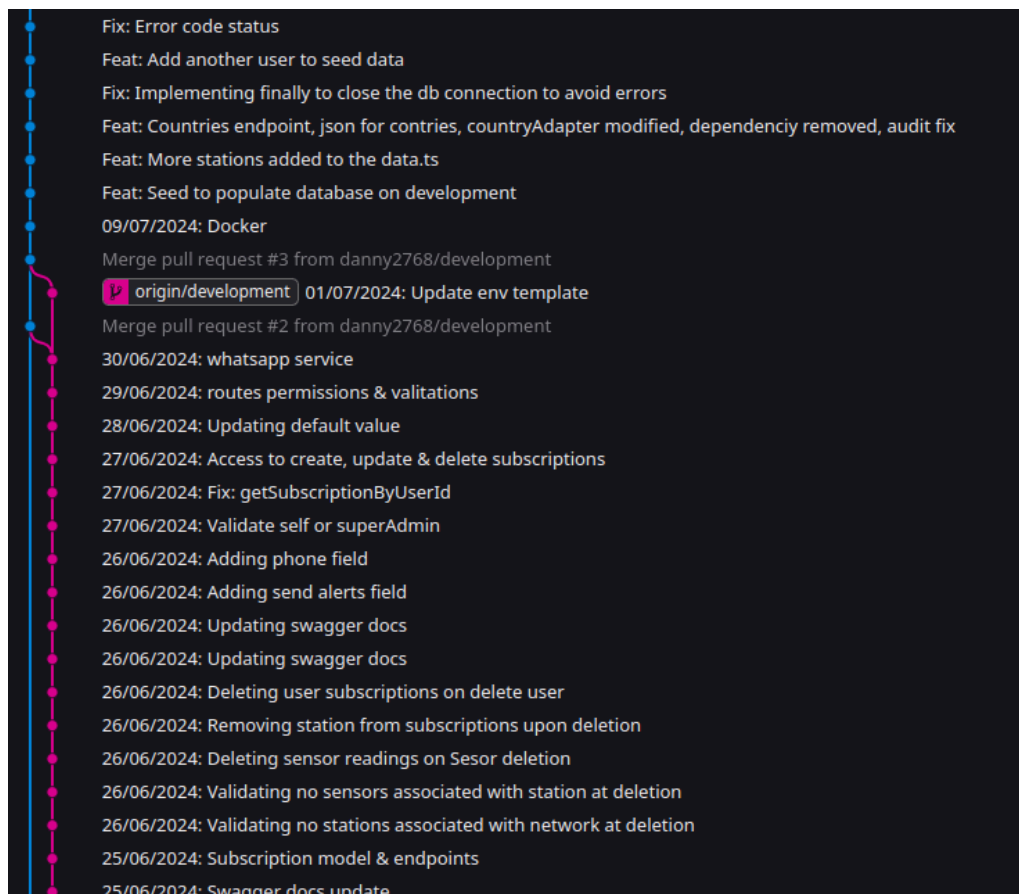 Fix: Error code status
Feat: Add another user to seed data
Fix: Implementing finally to close the db connection to avoid errors
Feat: Countries endpoint, json for contries, countryAdapter modified, dependenciy removed, audit fix
Feat: More stations added to the data.ts
Feat: Seed to populate database on development
09/07/2024: Docker
Merge pull request #3 from danny2768/development
origin/development 01/07/2024: Update env template
Merge pull request #2 from danny2768/development
30/06/2024: whatsapp service
29/06/2024: routes permissions & valitations
28/06/2024: Updating default value
27/06/2024: Access to create, update & delete subscriptions
27/06/2024: Fix: getSubscriptionByUserId
27/06/2024: Validate self or superAdmin
26/06/2024: Adding phone field
26/06/2024: Adding send alerts field
26/06/2024: Updating swagger docs
26/06/2024: Updating swagger docs
26/06/2024: Deleting user subscriptions on delete user
26/06/2024: Removing station from subscriptions upon deletion
26/06/2024: Deleting sensor readings on Sesor deletion
26/06/2024: Validating no sensors associated with station at deletion
26/06/2024: Validating no stations associated with network at deletion
25/06/2024: Subscription model & endpoints
25/06/2024: Swagger docs update